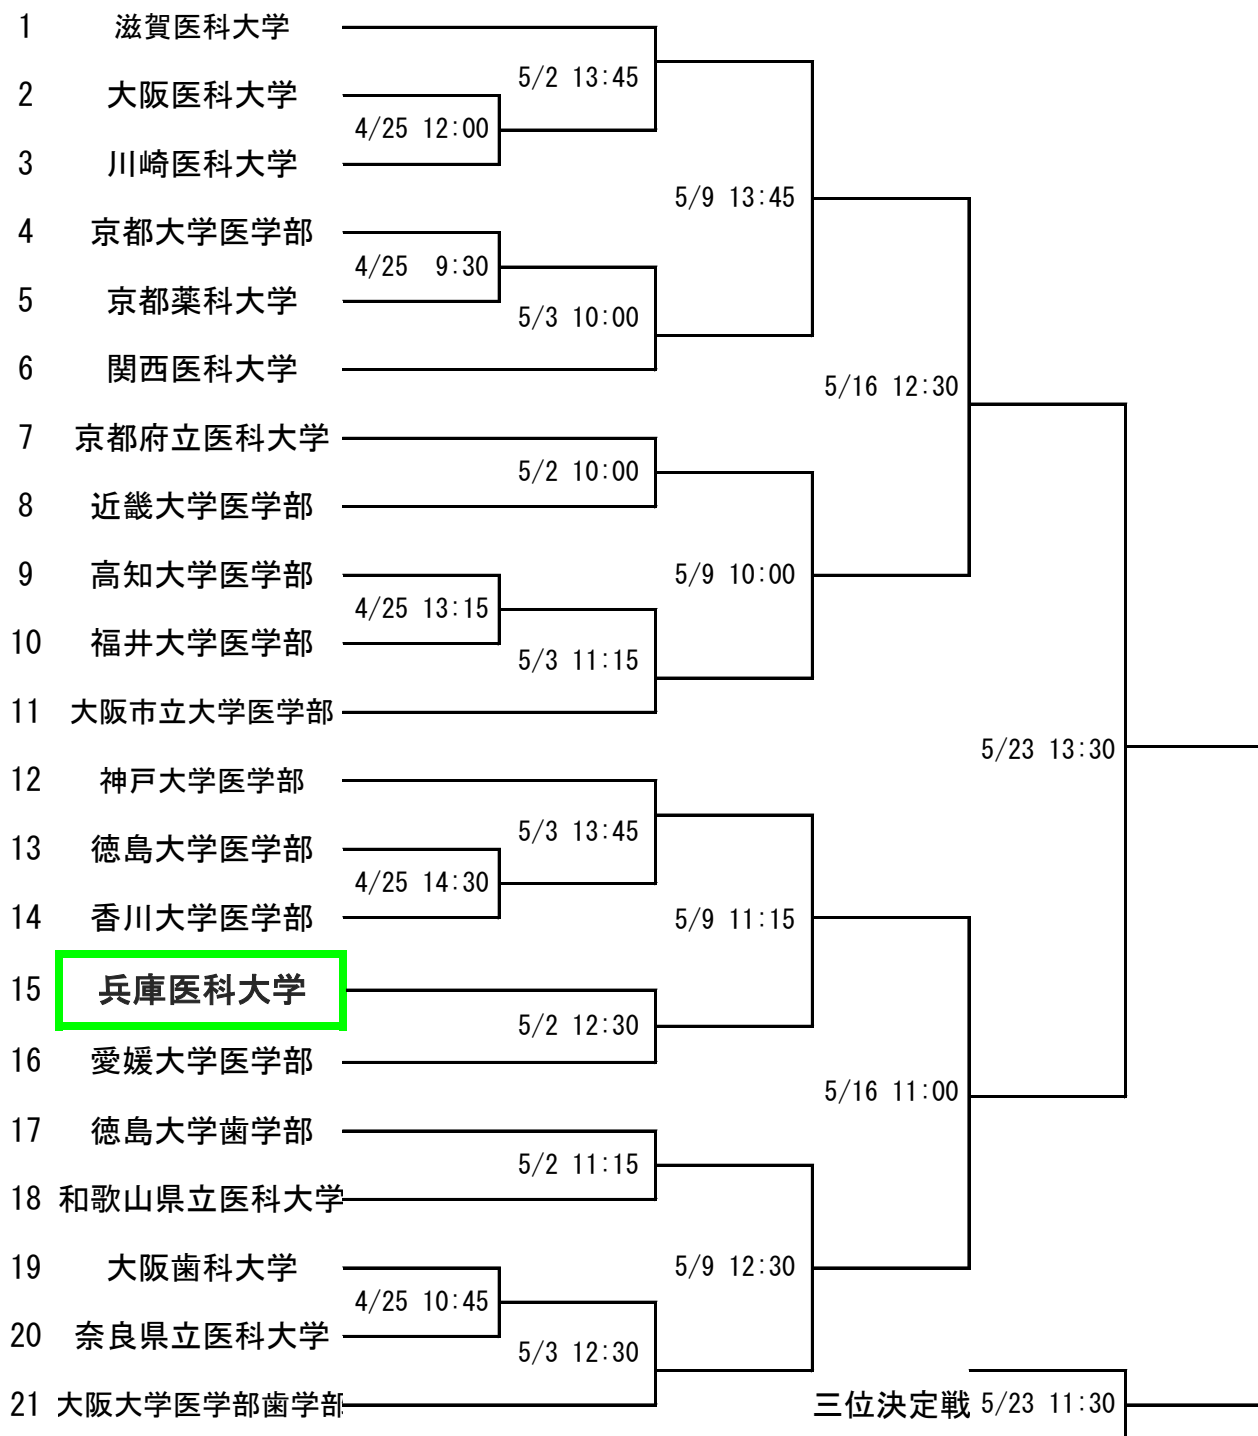 1 滋賀医科大学
5/2 13:45
2 大阪医科大学
4/25 12:00
3 川崎医科大学
5/9 13:45
4 京都大学医学部
4/25 9:30
5 京都薬科大学
5/3 10:00
6 関西医科大学
5/16 12:30
7 京都府立医科大学
5/2 10:00
8 近畿大学医学部
9 高知大学医学部
5/9 10:00
4/25 13:15
10 福井大学医学部
5/3 11:15
11 大阪市立大学医学部
5/23 13:30
12 神戸大学医学部
5/3 13:45
13 徳島大学医学部
4/25 14:30
14 香川大学医学部
5/9 11:15
15 兵庫医科大学
5/2 12:30
16 愛媛大学医学部
5/16 11:00
17 徳島大学歯学部
5/2 11:15
18 和歌山県立医科大学
19 大阪歯科大学
5/9 12:30
4/25 10:45
20 奈良県立医科大学
5/3 12:30
21 大阪大学医学部歯学部
三位決定戦 5/23 11:30